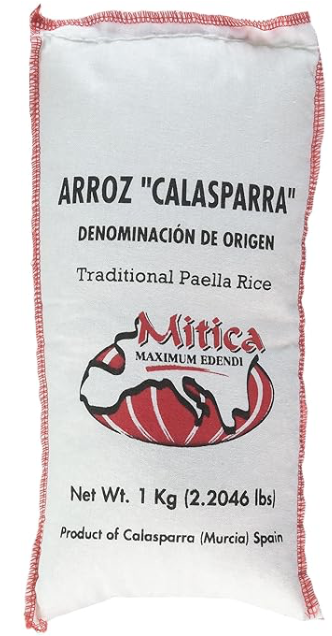 ARROZ "CALASPARRA"
DENOMINACIÓN DE ORIGEN
Traditional Paella Rice
Mitica
MAXIMUM EDENDI
Net Wt. 1 Kg (2.2046 lbs)
Product of Calasparra (Murcia) Spain